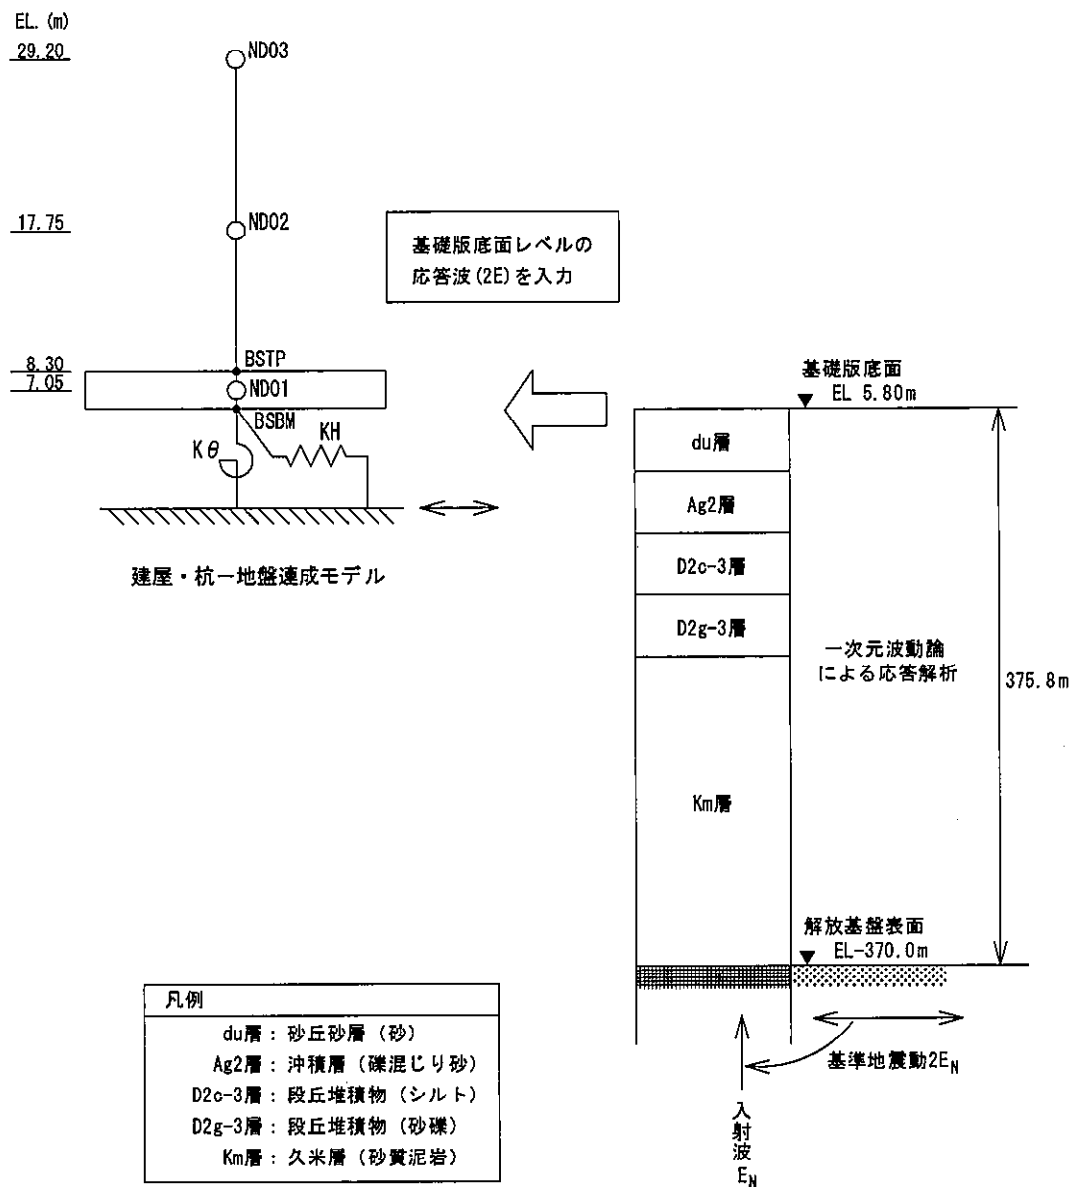 EL. (m)
29.20
ND03
17.75
ND02
基礎版底面レベルの
応答波(2E)を入力
8.30
BSTP
7.05
ND01
BSBM
Kθ
KH
建屋・杭ー地盤連成モデル
基礎版底面
EL 5.80m
du層
Ag2層
D2c-3層
D2g-3層
一次元波動論
による応答解析
375.8m
Km層
解放基盤表面
EL-370.0m
基準地震動2EN
入射波EN
凡例
du層：砂丘砂層（砂）
Ag2層：沖積層（礫混じり砂）
D2c-3層：段丘堆積物（シルト）
D2g-3層：段丘堆積物（砂礫）
Km層：久米層（砂質泥岩）